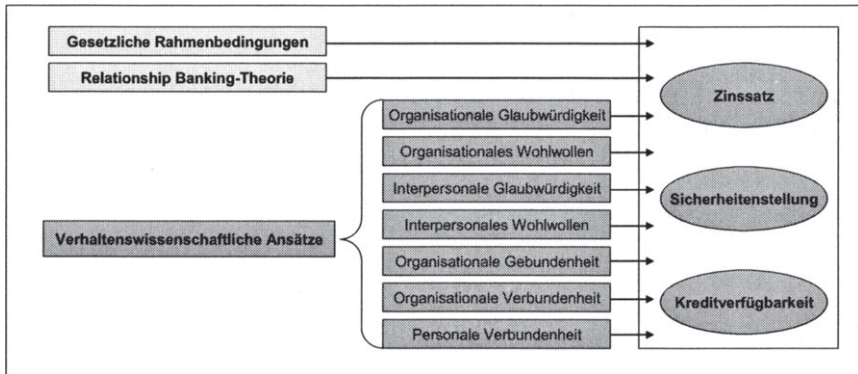 Gesetzliche Rahmenbedingungen
Relationship Banking-Theorie
Zinssatz
Organisationale Glaubwürdigkeit
Organisationales Wohlwollen
Interpersonale Glaubwürdigkeit
Sicherheitenstellung
Interpersonales Wohlwollen
Verhaltenswissenschaftliche Ansätze
Organisationale Gebundenheit
Organisationale Verbundenheit
Kreditverfügbarkeit
Personale Verbundenheit